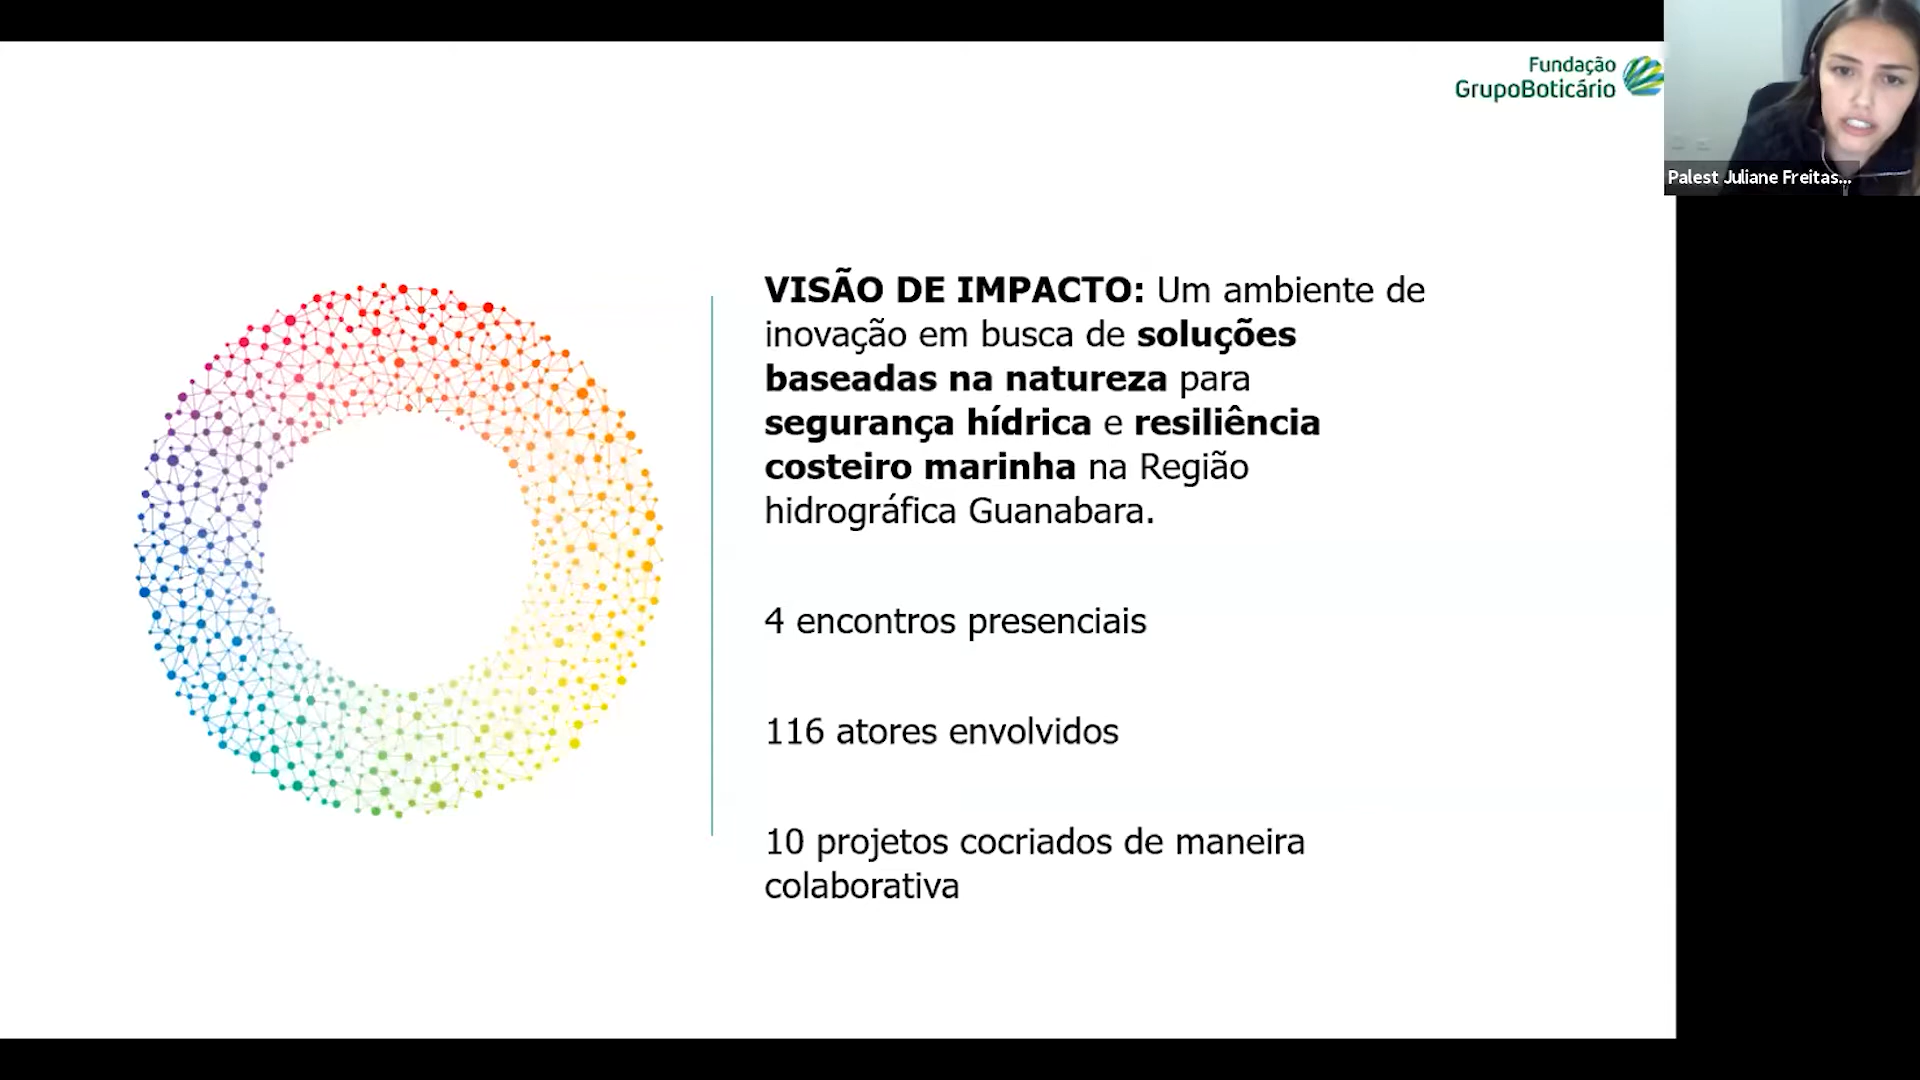 Fundação
GrupoBoticário
Palest Juliane Freitas...
VISÃO DE IMPACTO: Um ambiente de
inovação em busca de soluções
baseadas na natureza para
segurança hídrica e resiliência
costeiro marinha na Região
hidrográfica Guanabara.
4 encontros presenciais
116 atores envolvidos
10 projetos cocriados de maneira
colaborativa